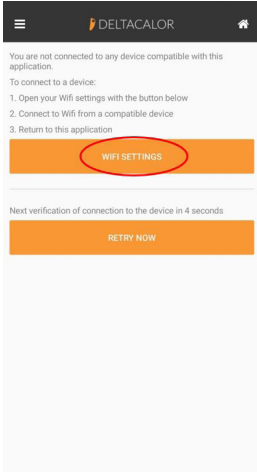 DELTACALOR
You are not connected to any device compatible with this
application.
To connect to a device:
1. Open your Wifi settings with the button below
2. Connect to Wifi from a compatible device
3. Return to this application
WIFI SETTINGS
Next verification of connection to the device in 4 seconds
RETRY NOW